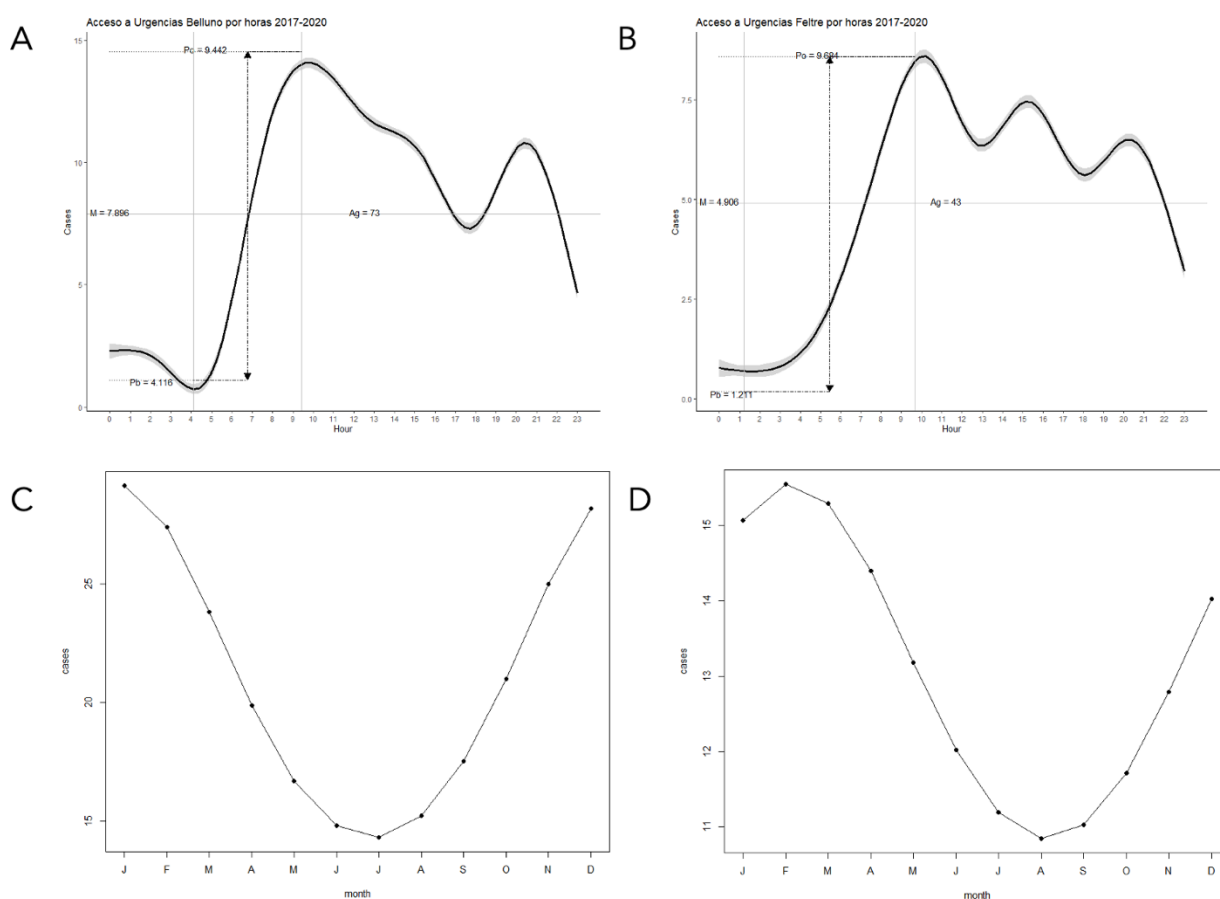 A
Acceso a Urgencias Belluno por horas 2017-2020
15
10
5
0
Cases
Po = 9.442
M = 7.896
Ag = 73
Pb = 4.116
0 1 2 3 4 5 6 7 8 9 10 11 12 13 14 15 16 17 18 19 20 21 22 23
Hour
B
Acceso a Urgencias Feltre por horas 2017-2020
7.5
5.0
2.5
0.0
Cases
Po = 9.684
M = 4.906
Ag = 43
Pb = 1.211
0 1 2 3 4 5 6 7 8 9 10 11 12 13 14 15 16 17 18 19 20 21 22 23
Hour
C
25
20
15
cases
J F M A M J J A S O N D
month
D
15
14
13
12
11
cases
J F M A M J J A S O N D
month